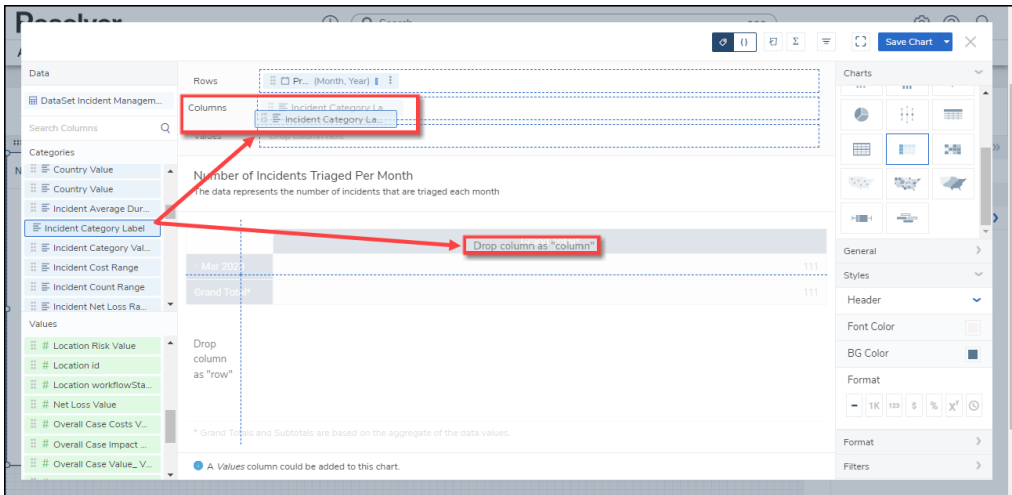 Resolver
Search
Save Chart
Data
DataSet Incident Managem...
Search Columns
Categories
Country Value
Country Value
Incident Average Dur...
Incident Category Label
Incident Category Val...
Incident Cost Range
Incident Count Range
Incident Net Loss Ra...
Values
# Location Risk Value
# Location id
# Location workflowSta...
# Net Loss Value
# Overall Case Costs V...
# Overall Case Impact ...
# Overall Case Value_ V...
Rows
Pr... (Month, Year)
Columns
Incident Category La...
Incident Category La...
Values
Number of Incidents Triaged Per Month
The data represents the number of incidents that are triaged each month
Drop column as "column"
Mar 202
111
Grand Total*
111
Drop
column
as "row"
* Grand Totals and Subtotals are based on the aggregate of the data values.
A Values column could be added to this chart.
Charts
General
Styles
Header
Font Color
BG Color
Format
1K
123
$
%
Format
Filters